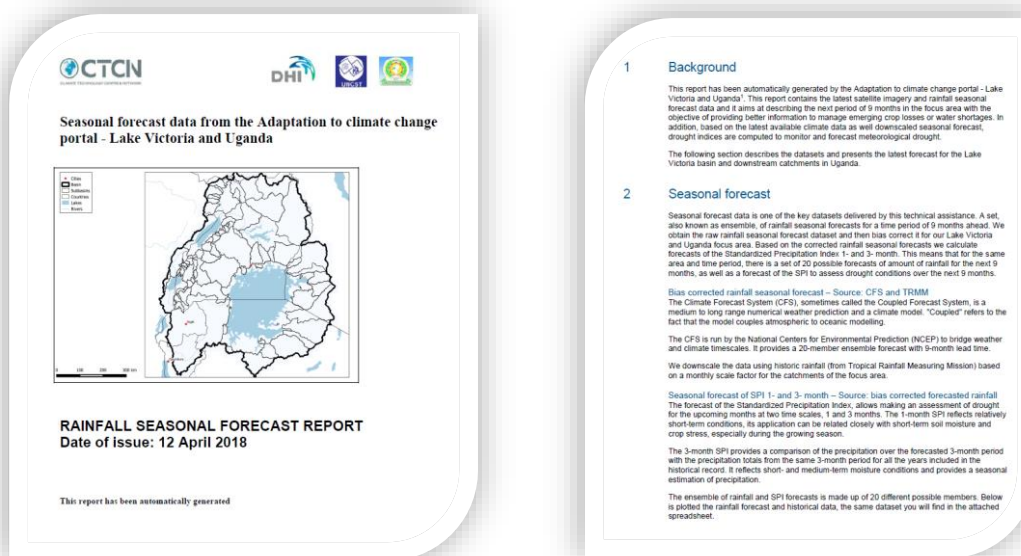 CTCN
CLIMATE TECHNOLOGY CENTRE & NETWORK
DHI
Seasonal forecast data from the Adaptation to climate change
portal - Lake Victoria and Uganda
Cities
Basin
Subbasins
Countries
Lakes
Rivers
RAINFALL SEASONAL FORECAST REPORT
Date of issue: 12 April 2018
This report has been automatically generated
1 Background
This report has been automatically generated by the Adaptation to climate change portal - Lake
Victoria and Uganda¹. This report contains the latest satellite imagery and rainfall seasonal
forecast data and it aims at describing the next period of 9 months in the focus area with the
objective of providing better information to manage emerging crop losses or water shortages. In
addition, based on the latest available climate data as well downscaled seasonal forecast,
drought indices are computed to monitor and forecast meteorological drought.
The following section describes the datasets and presents the latest forecast for the Lake
Victoria basin and downstream catchments in Uganda.
2 Seasonal forecast
Seasonal forecast data is one of the key datasets delivered by this technical assistance. A set,
also known as ensemble, of rainfall seasonal forecasts for a time period of 9 months ahead. We
obtain the raw rainfall seasonal forecast dataset and then bias correct it for our Lake Victoria
and Uganda focus area. Based on the corrected rainfall seasonal forecasts we calculate
forecasts of the Standardized Precipitation Index 1- and 3- month. This means that for the same
area and time period, there is a set of 20 possible forecasts of amount of rainfall for the next 9
months, as well as a forecast of the SPI to assess drought conditions over the next 9 months.
Bias corrected rainfall seasonal forecast – Source: CFS and TRMM
The Climate Forecast System (CFS), sometimes called the Coupled Forecast System, is a
medium to long range numerical weather prediction and a climate model. "Coupled" refers to the
fact that the model couples atmospheric to oceanic modelling.
The CFS is run by the National Centers for Environmental Prediction (NCEP) to bridge weather
and climate timescales. It provides a 20-member ensemble forecast with 9-month lead time.
We downscale the data using historic rainfall (from Tropical Rainfall Measuring Mission) based
on a monthly scale factor for the catchments of the focus area.
Seasonal forecast of SPI 1- and 3- month – Source: bias corrected forecasted rainfall
The forecast of the Standardized Precipitation Index, allows making an assessment of drought
for the upcoming months at two time scales, 1 and 3 months. The 1-month SPI reflects relatively
short-term conditions, its application can be related closely with short-term soil moisture and
crop stress, especially during the growing season.
The 3-month SPI provides a comparison of the precipitation over the forecasted 3-month period
with the precipitation totals from the same 3-month period for all the years included in the
historical record. It reflects short- and medium-term moisture conditions and provides a seasonal
estimation of precipitation.
The ensemble of rainfall and SPI forecasts is made up of 20 different possible members. Below
is plotted the rainfall forecast and historical data, the same dataset you will find in the attached
spreadsheet.